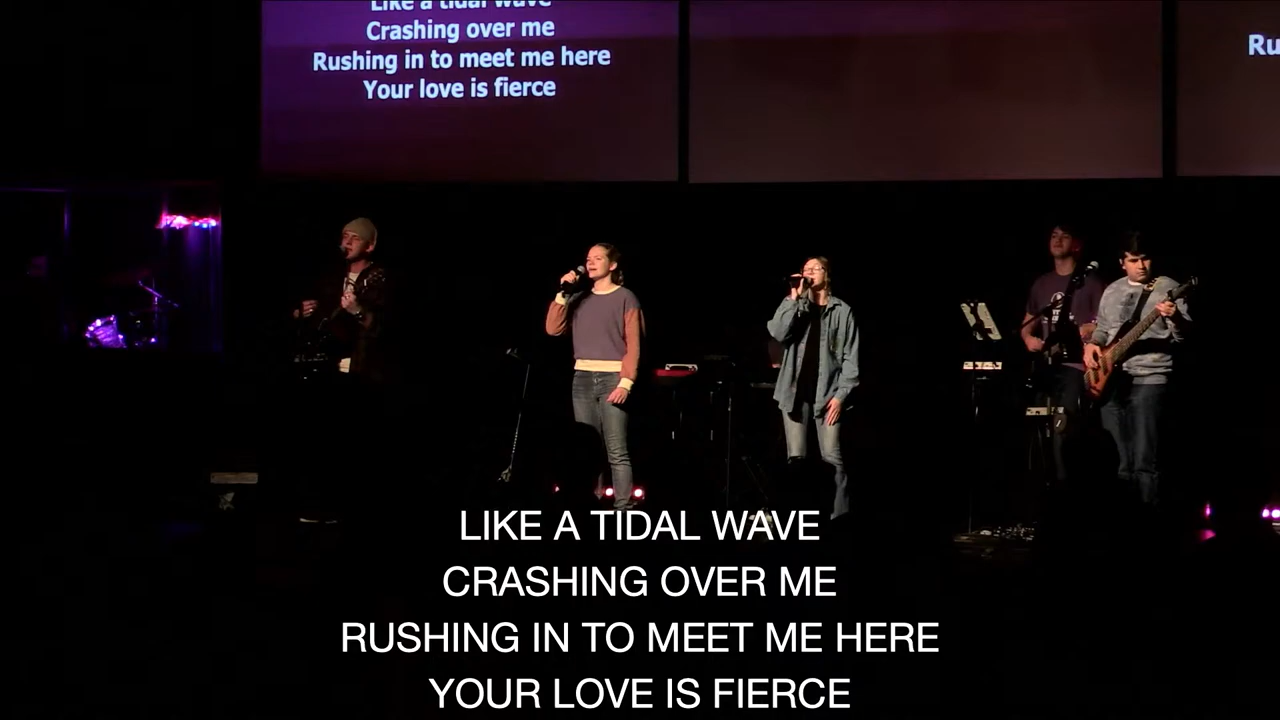 Like a tidal wave
Crashing over me
Rushing in to meet me here
Your love is fierce
Ru
LIKE A TIDAL WAVE
CRASHING OVER ME
RUSHING IN TO MEET ME HERE
YOUR LOVE IS FIERCE